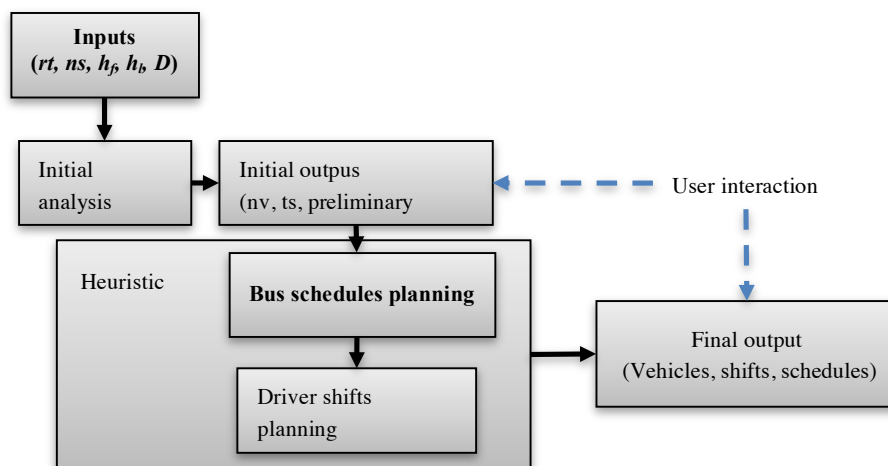 Inputs
(rt, ns, hf, hb, D)
Initial
analysis
Initial outpus
(nv, ts, preliminary
User interaction
Heuristic
Bus schedules planning
Final output
(Vehicles, shifts, schedules)
Driver shifts
planning